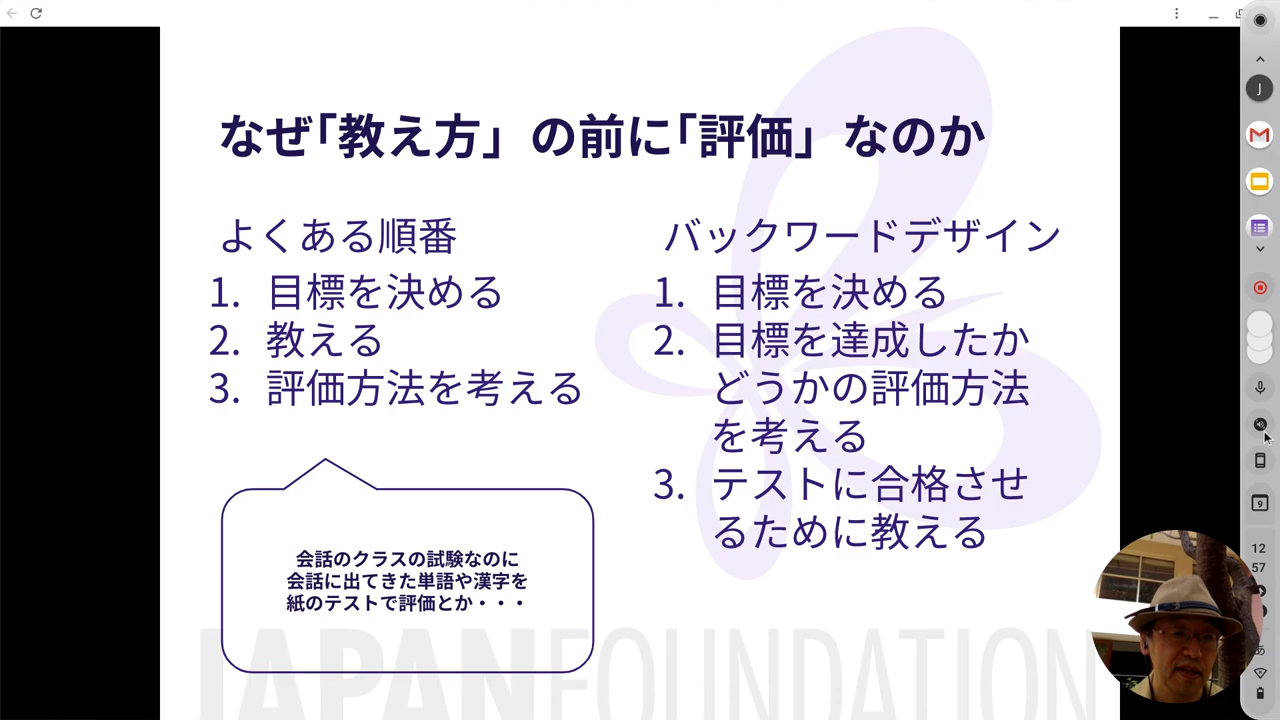 なぜ「教え方」の前に「評価」なのか
よくある順番
1. 目標を決める
2. 教える
3. 評価方法を考える
会話のクラスの試験なのに
会話に出てきた単語や漢字を
紙のテストで評価とか・・・
バックワードデザイン
1. 目標を決める
2. 目標を達成したか
どうかの評価方法
を考える
3. テストに合格させ
るために教える
JAPANFOUNDATION
J
9
12
57
あ